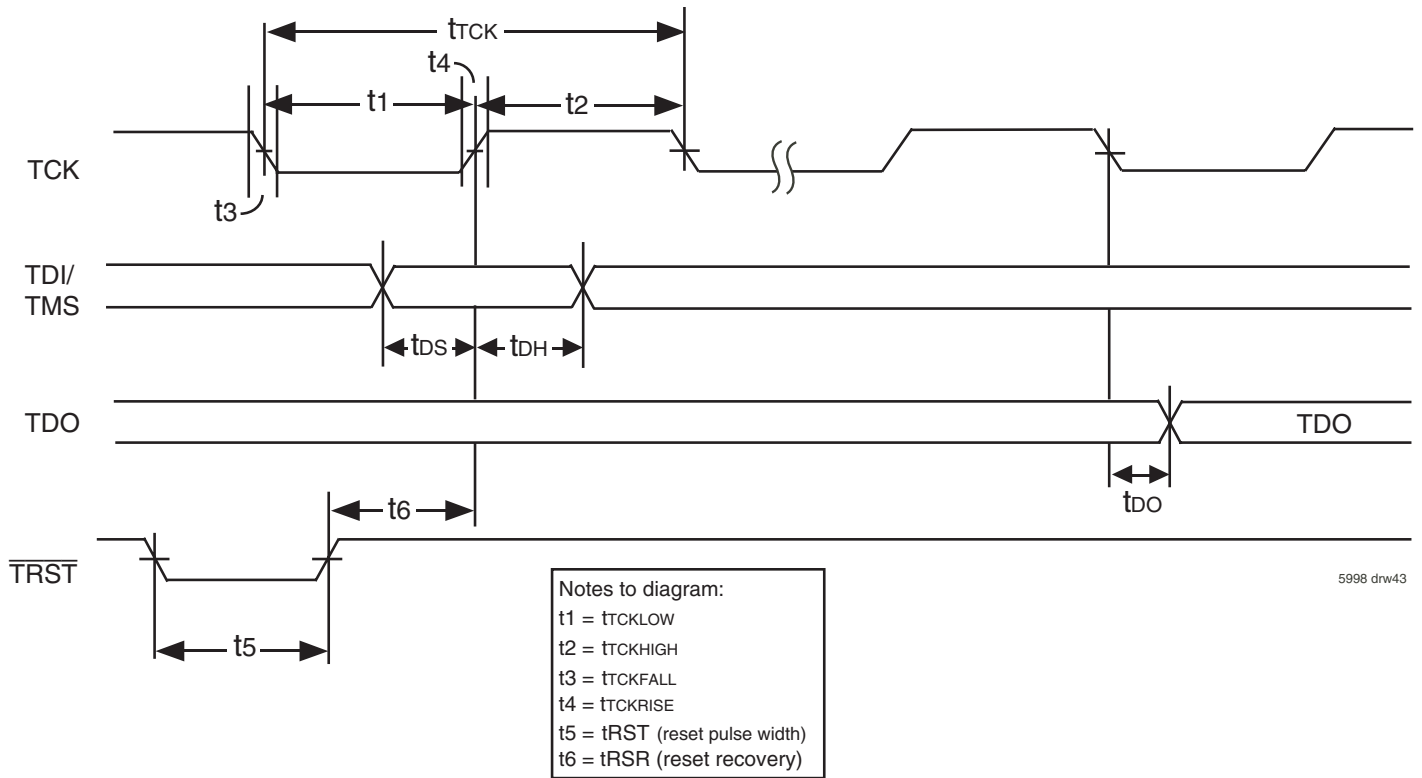 tTCK
t4
t1
t2
TCK
t3
TDI/
TMS
tDS
tDH
TDO
TDO
t6
tDO
TRST
5998 drw43
t5
Notes to diagram:
t1 = tTCKLOW
t2 = tTCKHIGH
t3 = tTCKFALL
t4 = tTCKRISE
t5 = tRST (reset pulse width)
t6 = tRSR (reset recovery)